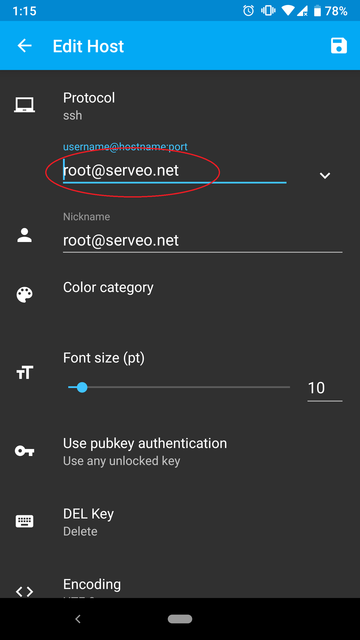 1:15
78%
Edit Host
Protocol
ssh
username@hostname:port
root@serveo.net
Nickname
root@serveo.net
Color category
Font size (pt)
10
Use pubkey authentication
Use any unlocked key
DEL Key
Delete
Encoding